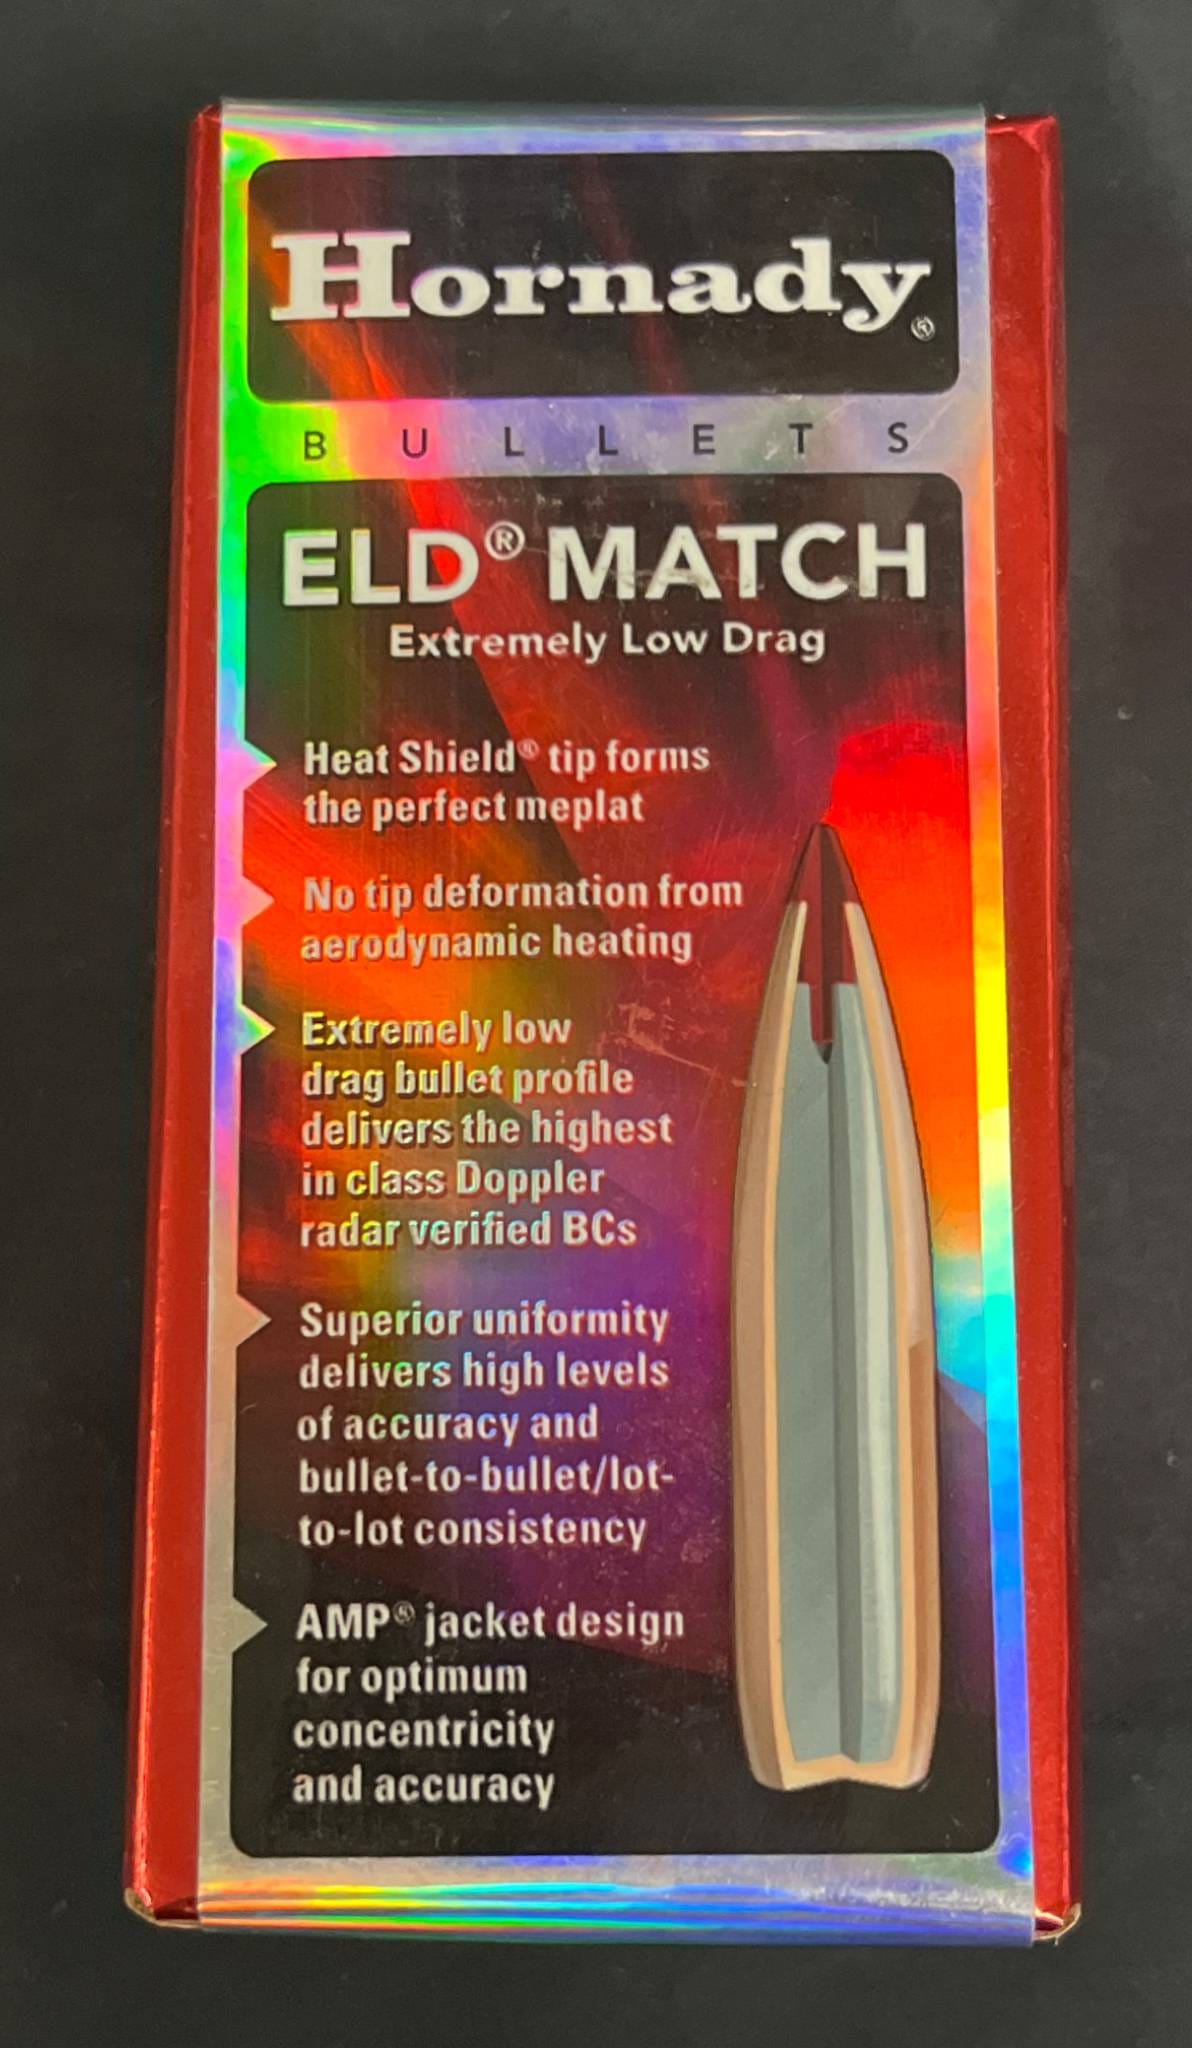 Hornady®
BULLETS
ELD® MATCH
Extremely Low Drag
Heat Shield® tip forms
the perfect meplat
No tip deformation from
aerodynamic heating
Extremely low
drag bullet profile
delivers the highest
in class Doppler
radar verified BCs
Superior uniformity
delivers high levels
of accuracy and
bullet-to-bullet/lot-
to-lot consistency
AMP® jacket design
for optimum
concentricity
and accuracy